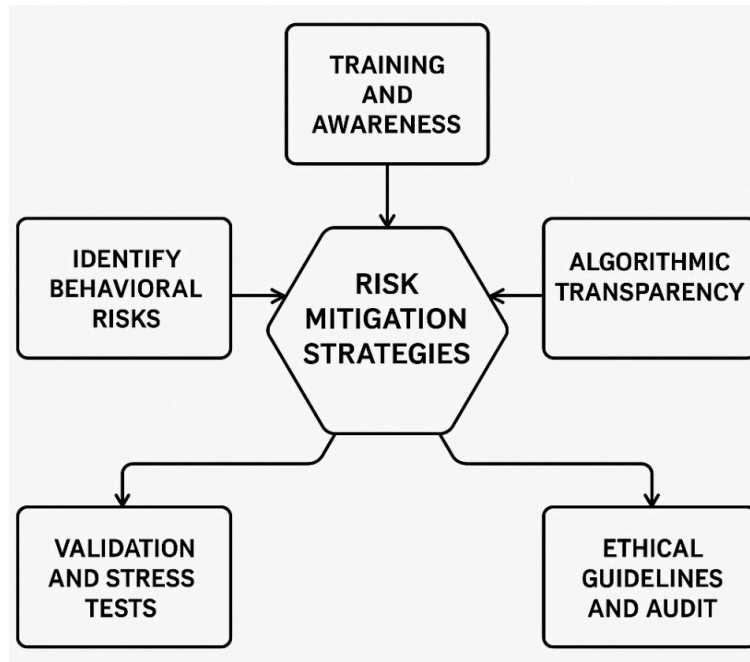 TRAINING
AND
AWARENESS
IDENTIFY
BEHAVIORAL
RISKS
RISK
MITIGATION
STRATEGIES
ALGORITHMIC
TRANSPARENCY
VALIDATION
AND STRESS
TESTS
ETHICAL
GUIDELINES
AND AUDIT